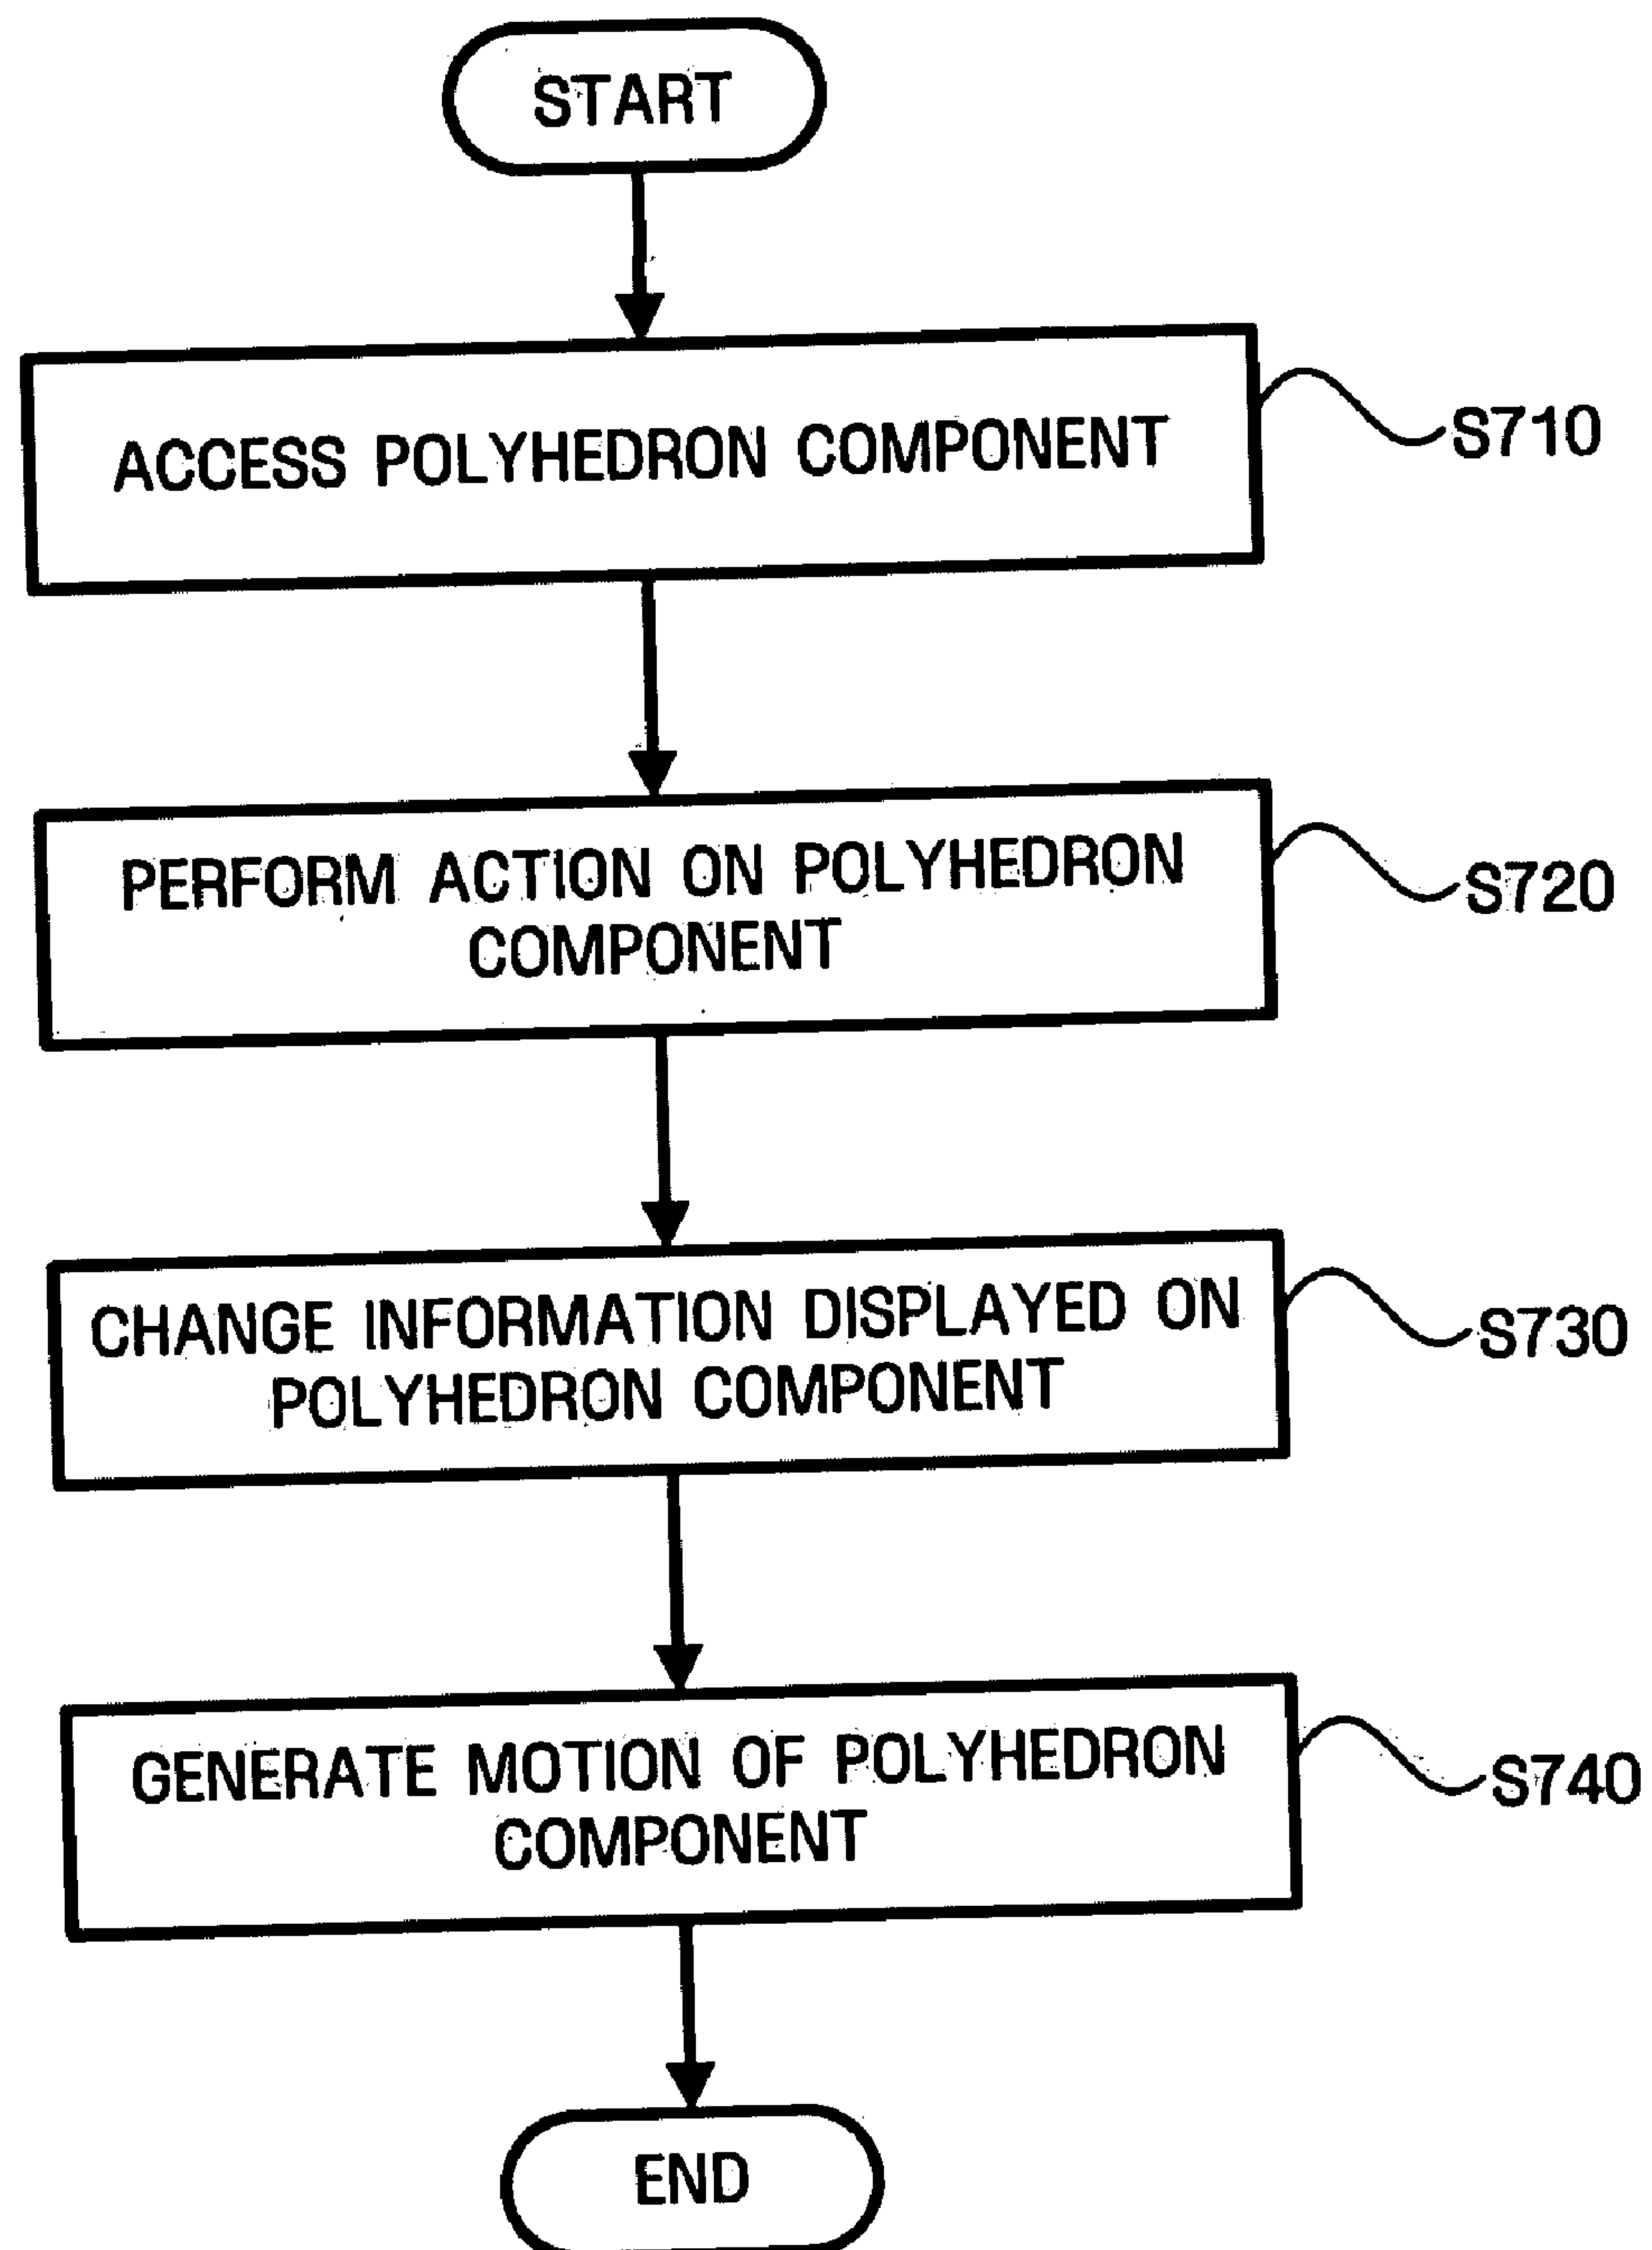 START
ACCESS POLYHEDRON COMPONENT
S710
PERFORM ACTION ON POLYHEDRON
COMPONENT
S720
CHANGE INFORMATION DISPLAYED ON
POLYHEDRON COMPONENT
S730
GENERATE MOTION OF POLYHEDRON
COMPONENT
S740
END